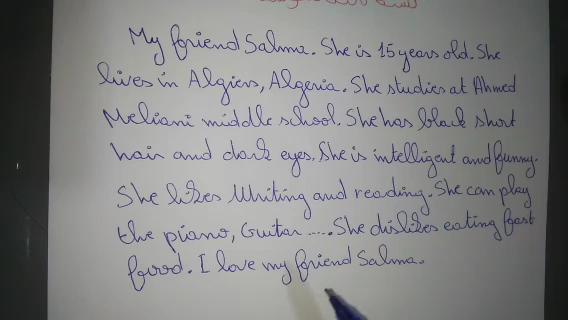 My friend Salma. She is 15 years old. She
lives in Algiers, Algeria. She studies at Ahmed
Meliani middle school. She has black short
hair and dark eyes. She is intelligent and funny.
She likes Writing and reading. She can play
the piano, Guitar ..... She dislikes eating fast
food. I love my friend Salma.